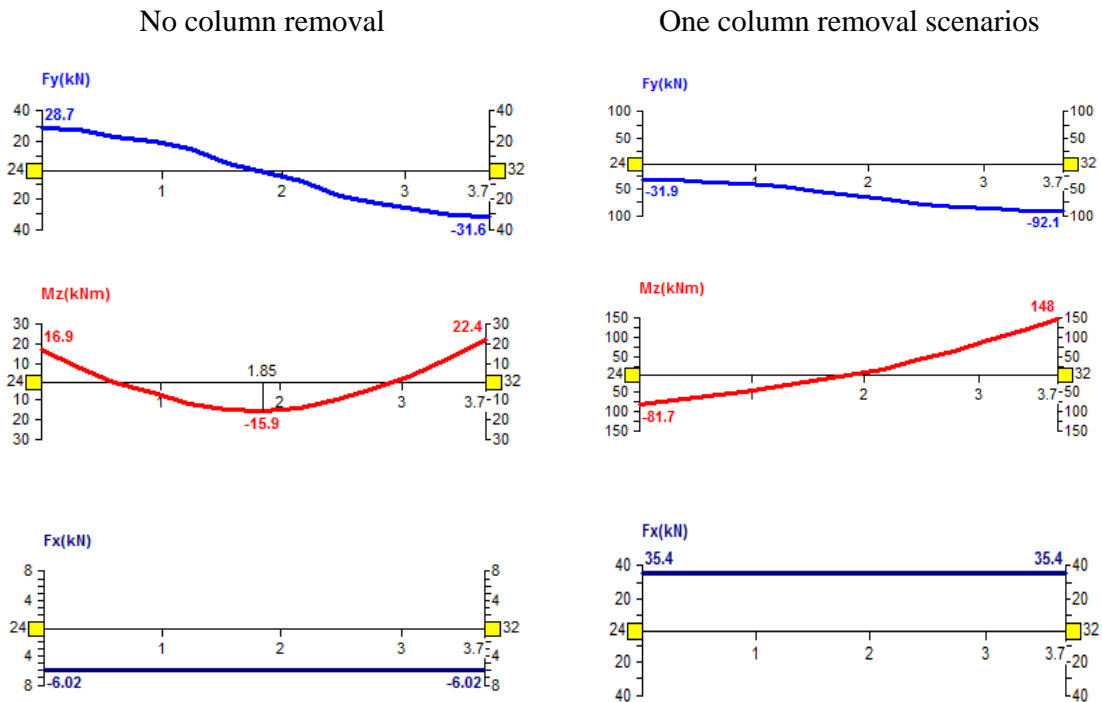 No column removal
One column removal scenarios
Fy(kN)
40 28.7 40
20 20
24 32
1 2 3 3.7
20 20
40 -31.6 40
Fy(kN)
100 100
50 50
24 32
1 2 3 3.7
50 -31.9 50
100 -92.1 100
Mz(kNm)
30 16.9 22.4 30
20 20
10 1.85 10
24 32
10 1 2 3 3.7 10
20 -15.9 20
30 30
Mz(kNm)
150 148 150
100 100
50 50
24 32
50 2 3 3.7 50
100 -81.7 100
150 150
Fx(kN)
8 8
4 4
24 32
1 2 3 3.7
4 4
8 -6.02 -6.02 8
Fx(kN)
40 35.4 35.4 40
20 20
24 32
1 2 3 3.7
20 20
40 40